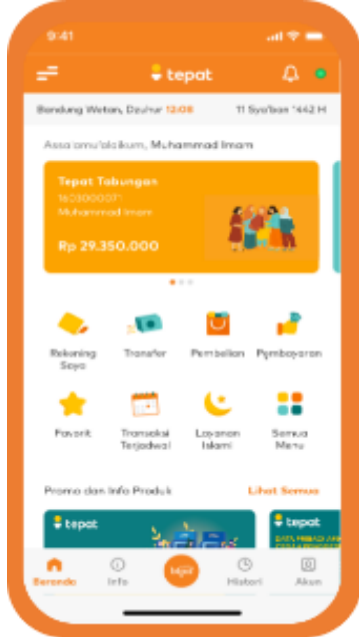 9:41
tepat
Bandung Wetan, Dzuhur 12:08
11 Sya'ban 1442 H
Assalamu'alaikum, Muhammad Imam
Tepat Tabungan
Muhammad Imam
Rp 29.350.000
Rekening Saya
Transfer
Pembelian
Pembayaran
Favorit
Transaksi Terjadwal
Layanan Islami
Semua Menu
Promo dan Info Produk
Lihat Semua
tepat
tepat
Beranda
Info
Histori
Akun